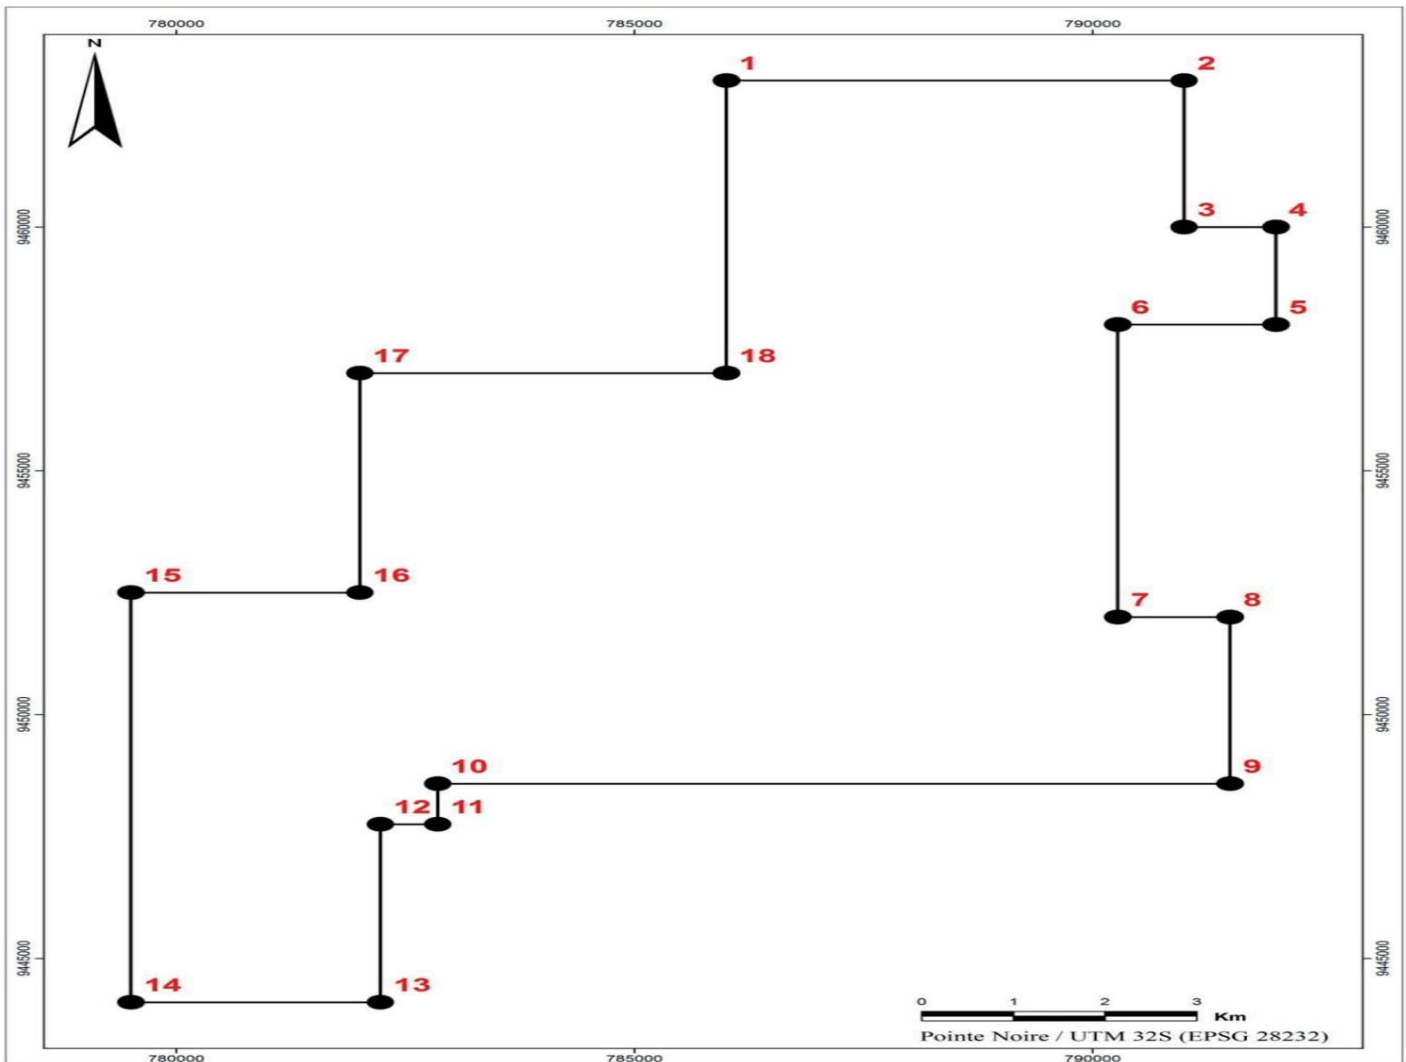 780000 785000 790000
N
1 2
3 4
9460000 9460000
6 5
17 18
9455000 9455000
15 16
7 8
9450000 9450000
10 9
12 11
9445000 9445000
14 13
0 1 2 3
Km
Pointe Noire / UTM 32S (EPSG 28232)
780000 785000 790000